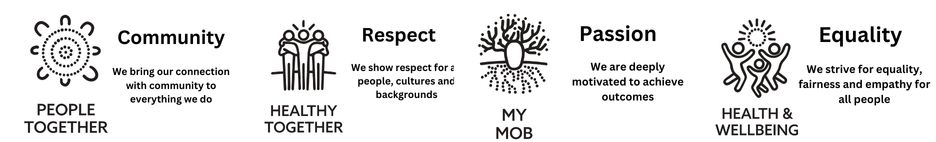 Community
We bring our connection
with community to
everything we do
PEOPLE
TOGETHER
Respect
We show respect for
people, cultures and
backgrounds
HEALTHY
TOGETHER
Passion
We are deeply
motivated to achieve
outcomes
MY
MOB
Equality
We strive for equality,
fairness and empathy for
all people
HEALTH &
WELLBEING